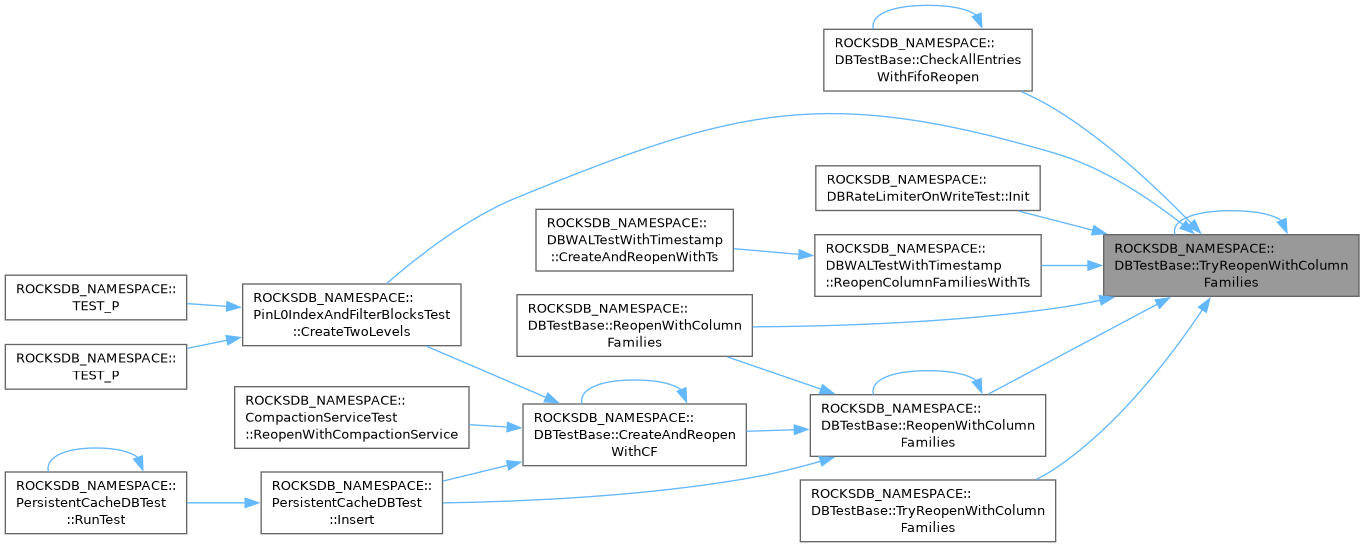 ROCKSDB_NAMESPACE::
DBTestBase::CheckAllEntries
WithFifoReopen
ROCKSDB_NAMESPACE::
DBRateLimiterOnWriteTest::Init
ROCKSDB_NAMESPACE::
DBWALTestWithTimestamp
::CreateAndReopenWithTs
ROCKSDB_NAMESPACE::
DBWALTestWithTimestamp
::ReopenColumnFamiliesWithTs
ROCKSDB_NAMESPACE::
DBTestBase::TryReopenWithColumn
Families
ROCKSDB_NAMESPACE::
TEST_P
ROCKSDB_NAMESPACE::
PinL0IndexAndFilterBlocksTest
::CreateTwoLevels
ROCKSDB_NAMESPACE::
DBTestBase::ReopenWithColumn
Families
ROCKSDB_NAMESPACE::
TEST_P
ROCKSDB_NAMESPACE::
CompactionServiceTest
::ReopenWithCompactionService
ROCKSDB_NAMESPACE::
DBTestBase::CreateAndReopen
WithCF
ROCKSDB_NAMESPACE::
DBTestBase::ReopenWithColumn
Families
ROCKSDB_NAMESPACE::
PersistentCacheDBTest
::RunTest
ROCKSDB_NAMESPACE::
PersistentCacheDBTest
::Insert
ROCKSDB_NAMESPACE::
DBTestBase::TryReopenWithColumn
Families